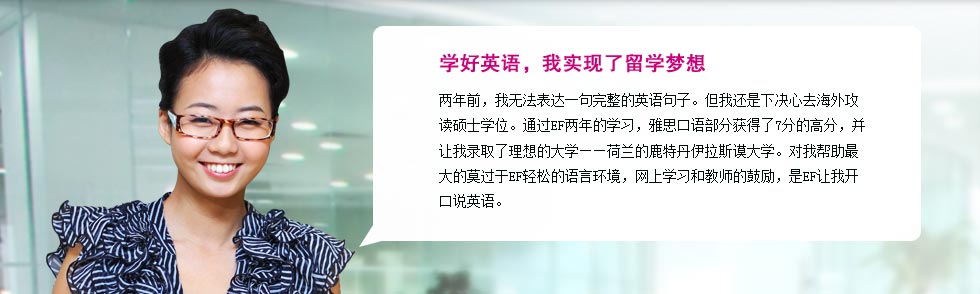 学好英语，我实现了留学梦想
两年前，我无法表达一句完整的英语句子。但我还是下决心去海外攻
读硕士学位。通过EF两年的学习，雅思口语部分获得了7分的高分，并
让我录取了理想的大学——荷兰的鹿特丹伊拉斯谟大学。对我帮助最
大的莫过于EF轻松的语言环境，网上学习和教师的鼓励，是EF让我开
口说英语。